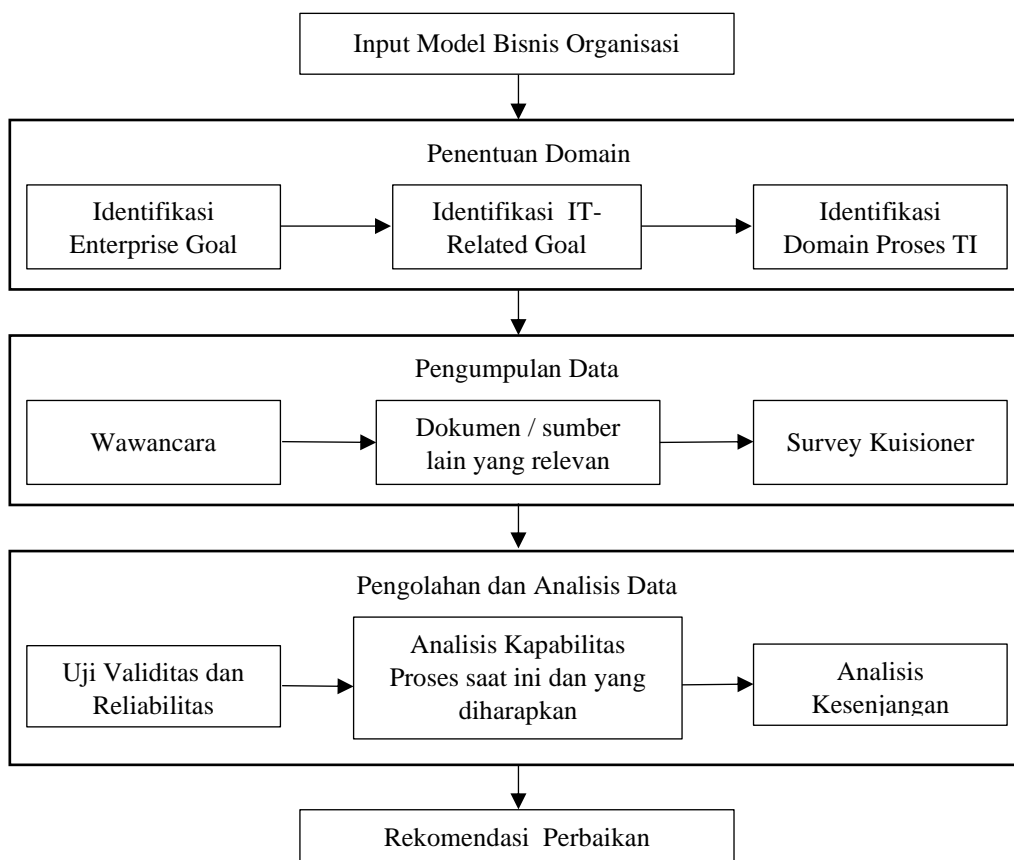 Input Model Bisnis Organisasi
Penentuan Domain
Identifikasi
Enterprise Goal
Identifikasi IT-
Related Goal
Identifikasi
Domain Proses TI
Pengumpulan Data
Wawancara
Dokumen / sumber
lain yang relevan
Survey Kuisioner
Pengolahan dan Analisis Data
Uji Validitas dan
Reliabilitas
Analisis Kapabilitas
Proses saat ini dan yang
diharapkan
Analisis
Kesenjangan
Rekomendasi Perbaikan